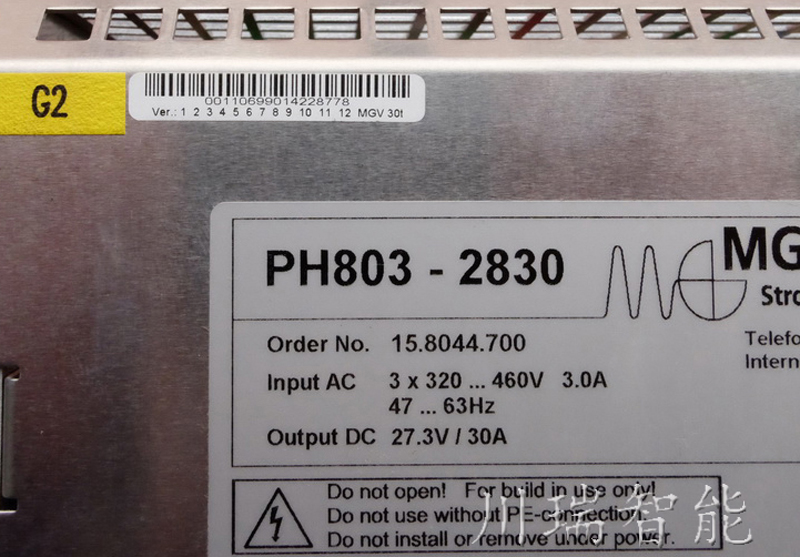 G2
00110699014228778
Ver.: 1 2 3 4 5 6 7 8 9 10 11 12 MGV 30t
PH803 - 2830
MG
Stro
Order No. 15.8044.700
Telefo
Intern
Input AC 3 x 320 ... 460V 3.0A
47 ... 63Hz
Output DC 27.3V / 30A
Do not open! For build in use only!
Do not use without PE-connection.
Do not install or remove under power.
川瑞智能